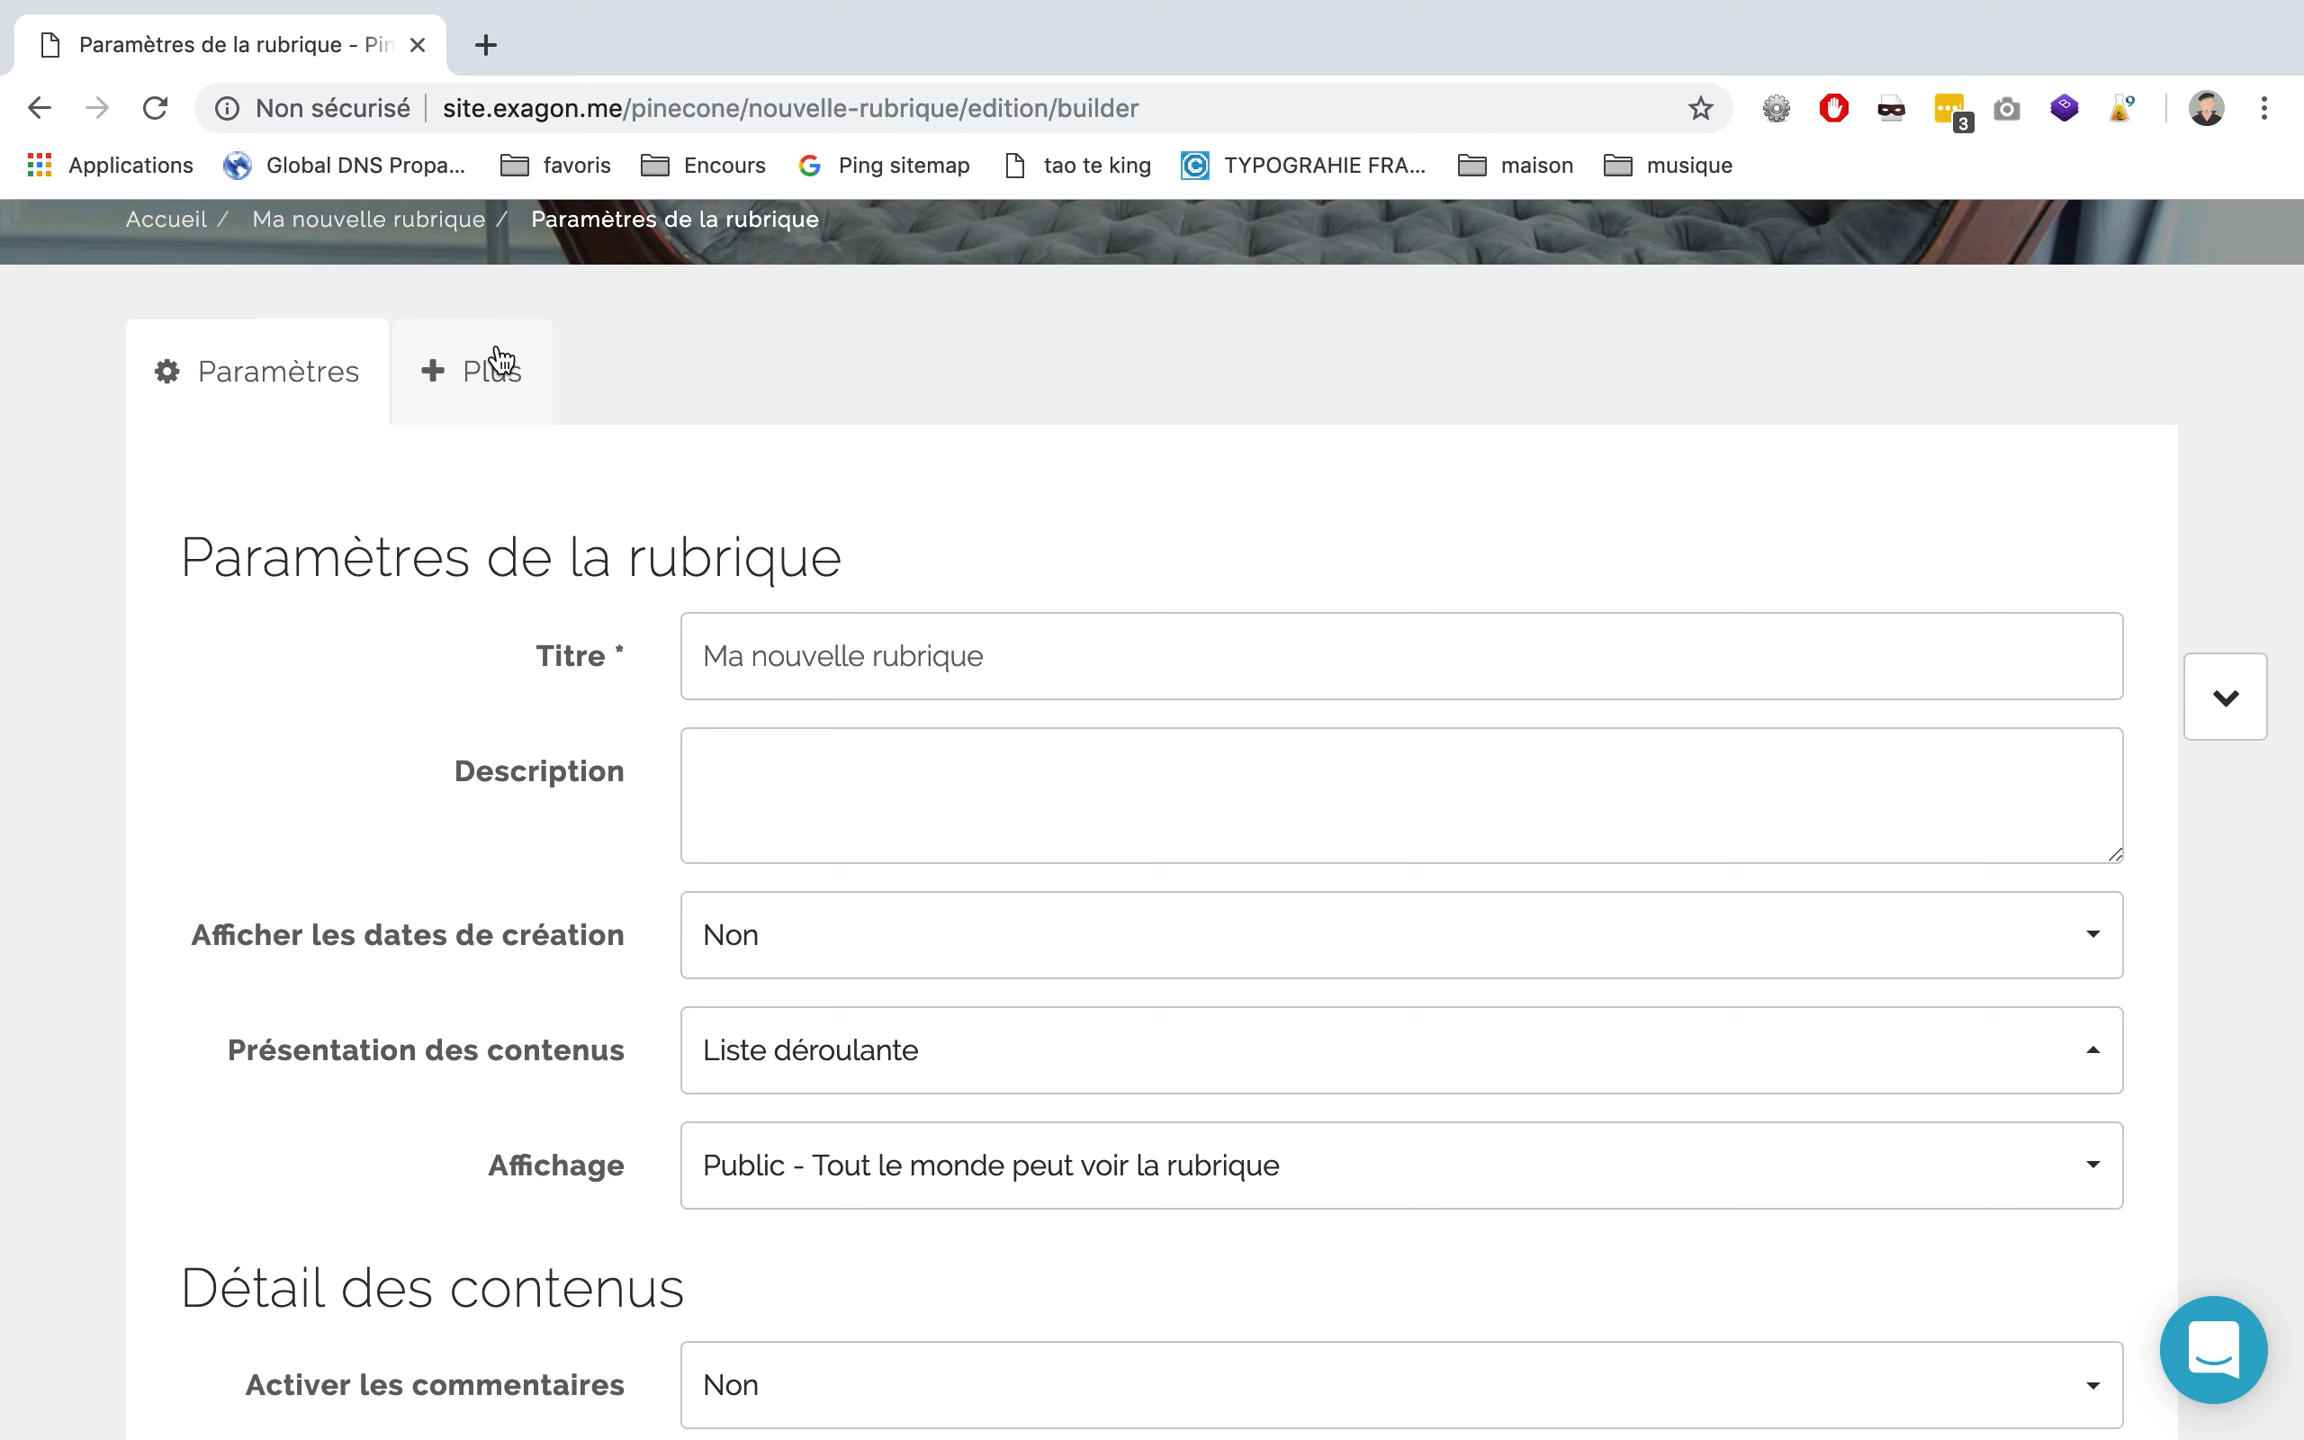 Paramètres de la rubrique - Pin
Non sécurisé site.exagon.me/pinecone/nouvelle-rubrique/edition/builder
3
9
Applications Global DNS Propa... favoris Encours Ping sitemap tao te king TYPOGRAHIE FRA... maison musique
Accueil / Ma nouvelle rubrique / Paramètres de la rubrique
Paramètres Plus
Paramètres de la rubrique
Titre * Ma nouvelle rubrique
Description
Afficher les dates de création Non
Présentation des contenus Liste déroulante
Affichage Public - Tout le monde peut voir la rubrique
Détail des contenus
Activer les commentaires Non